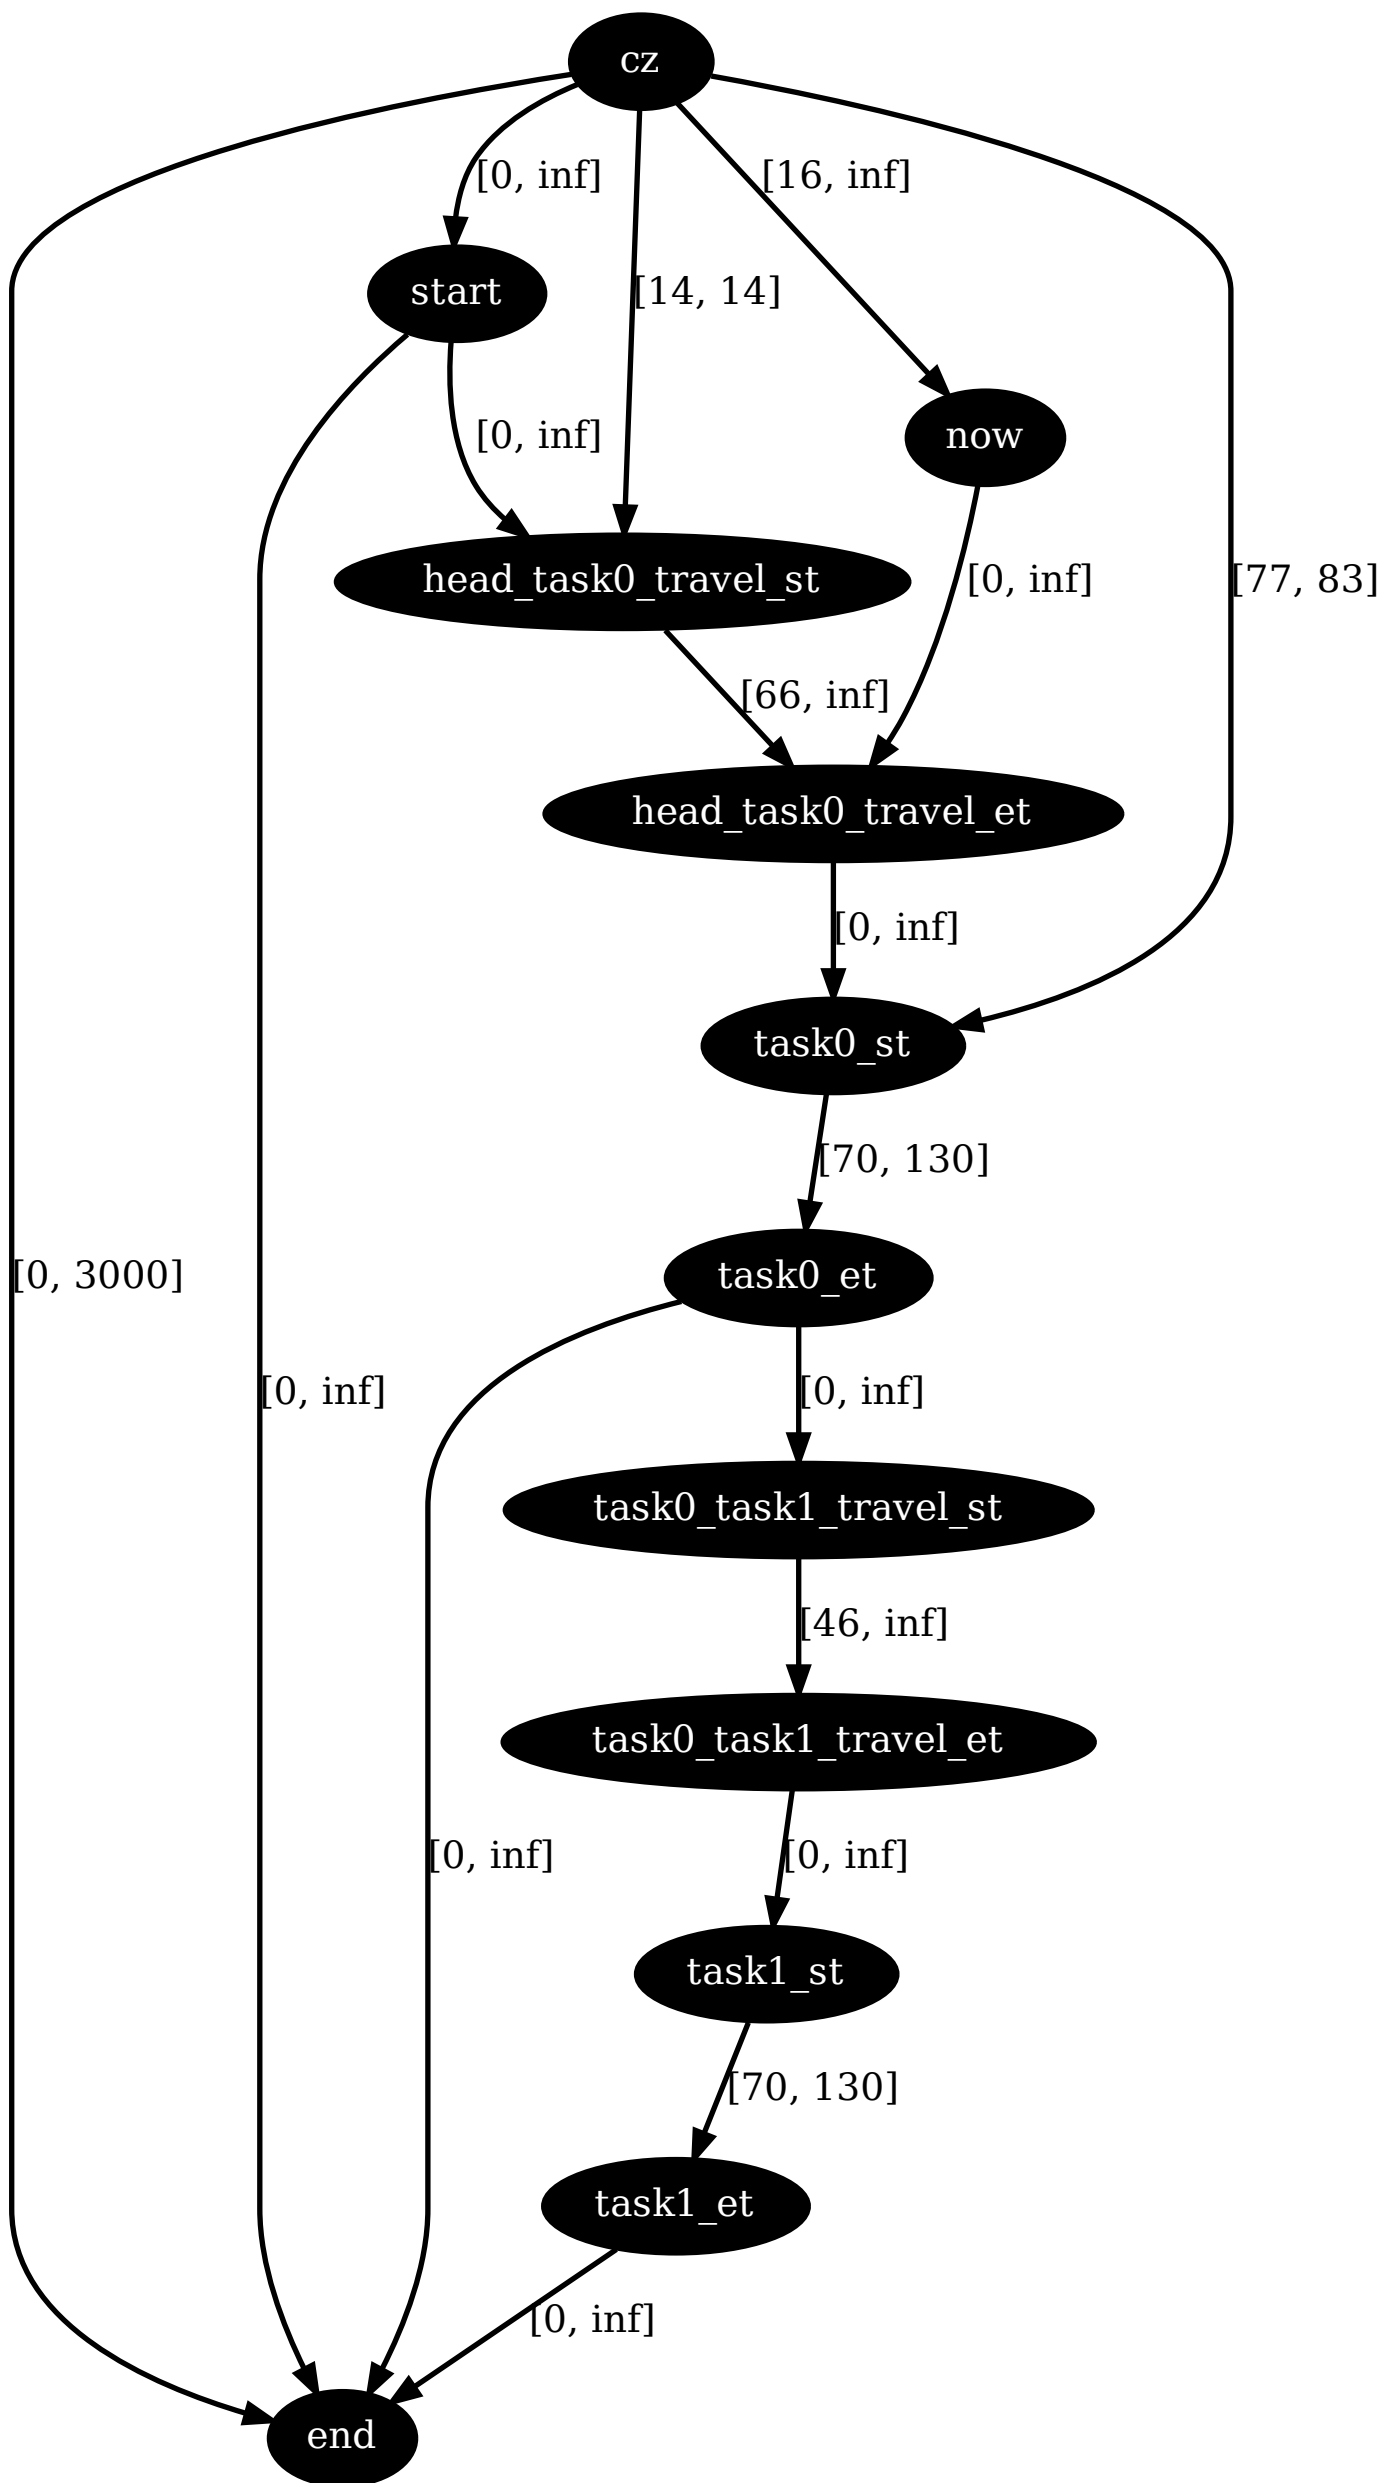 cz
[0, inf]
[16, inf]
start
[14, 14]
[0, inf]
now
head_task0_travel_st
[0, inf]
[77, 83]
[66, inf]
head_task0_travel_et
[0, inf]
task0_st
[70, 130]
[0, 3000]
task0_et
[0, inf]
[0, inf]
task0_task1_travel_st
[46, inf]
task0_task1_travel_et
[0, inf]
[0, inf]
task1_st
[70, 130]
task1_et
[0, inf]
end